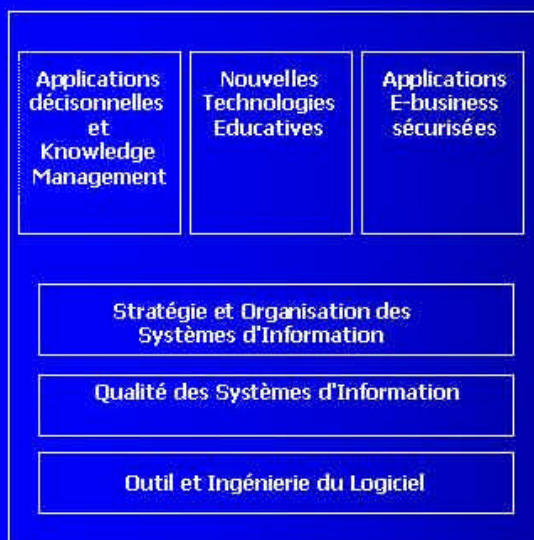 Applications
décisonnelles
et
Knowledge
Management
Nouvelles
Technologies
Educatives
Applications
E-business
sécurisées
Stratégie et Organisation des
Systèmes d'Information
Qualité des Systèmes d'Information
Outil et Ingénierie du Logiciel